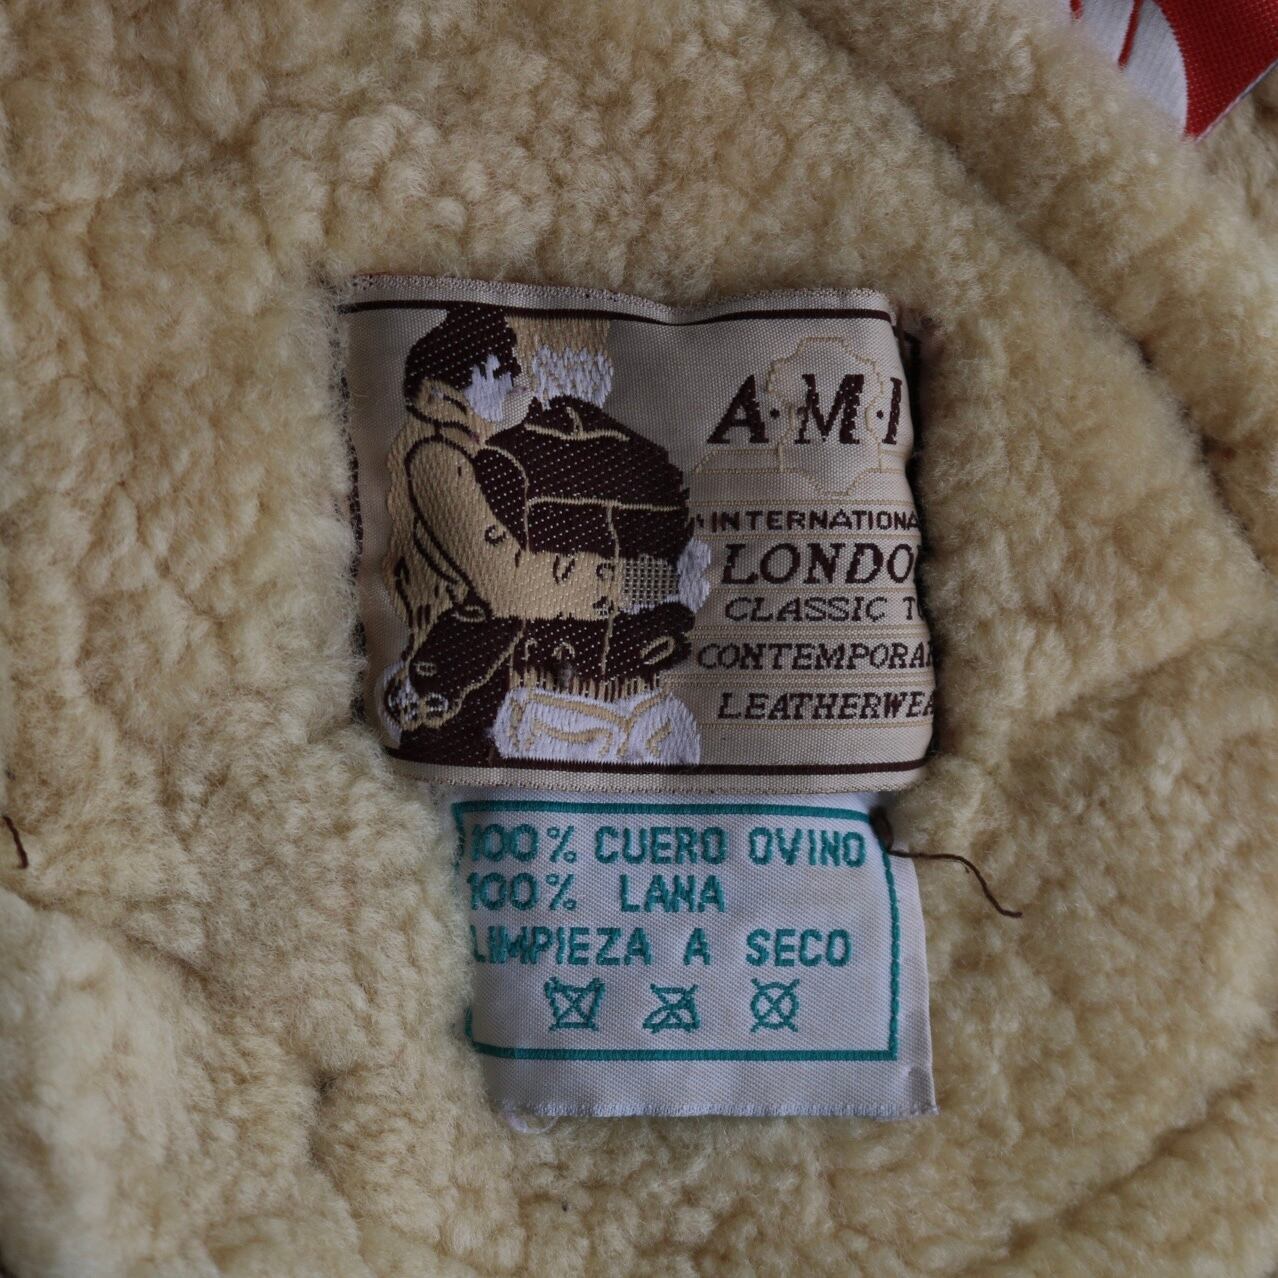 A·M·I
INTERNATIONA
LONDO
CLASSIC T
CONTEMPORA
LEATHERWEA
100% CUERO OVINO
100% LANA
LIMPIEZA A SECO